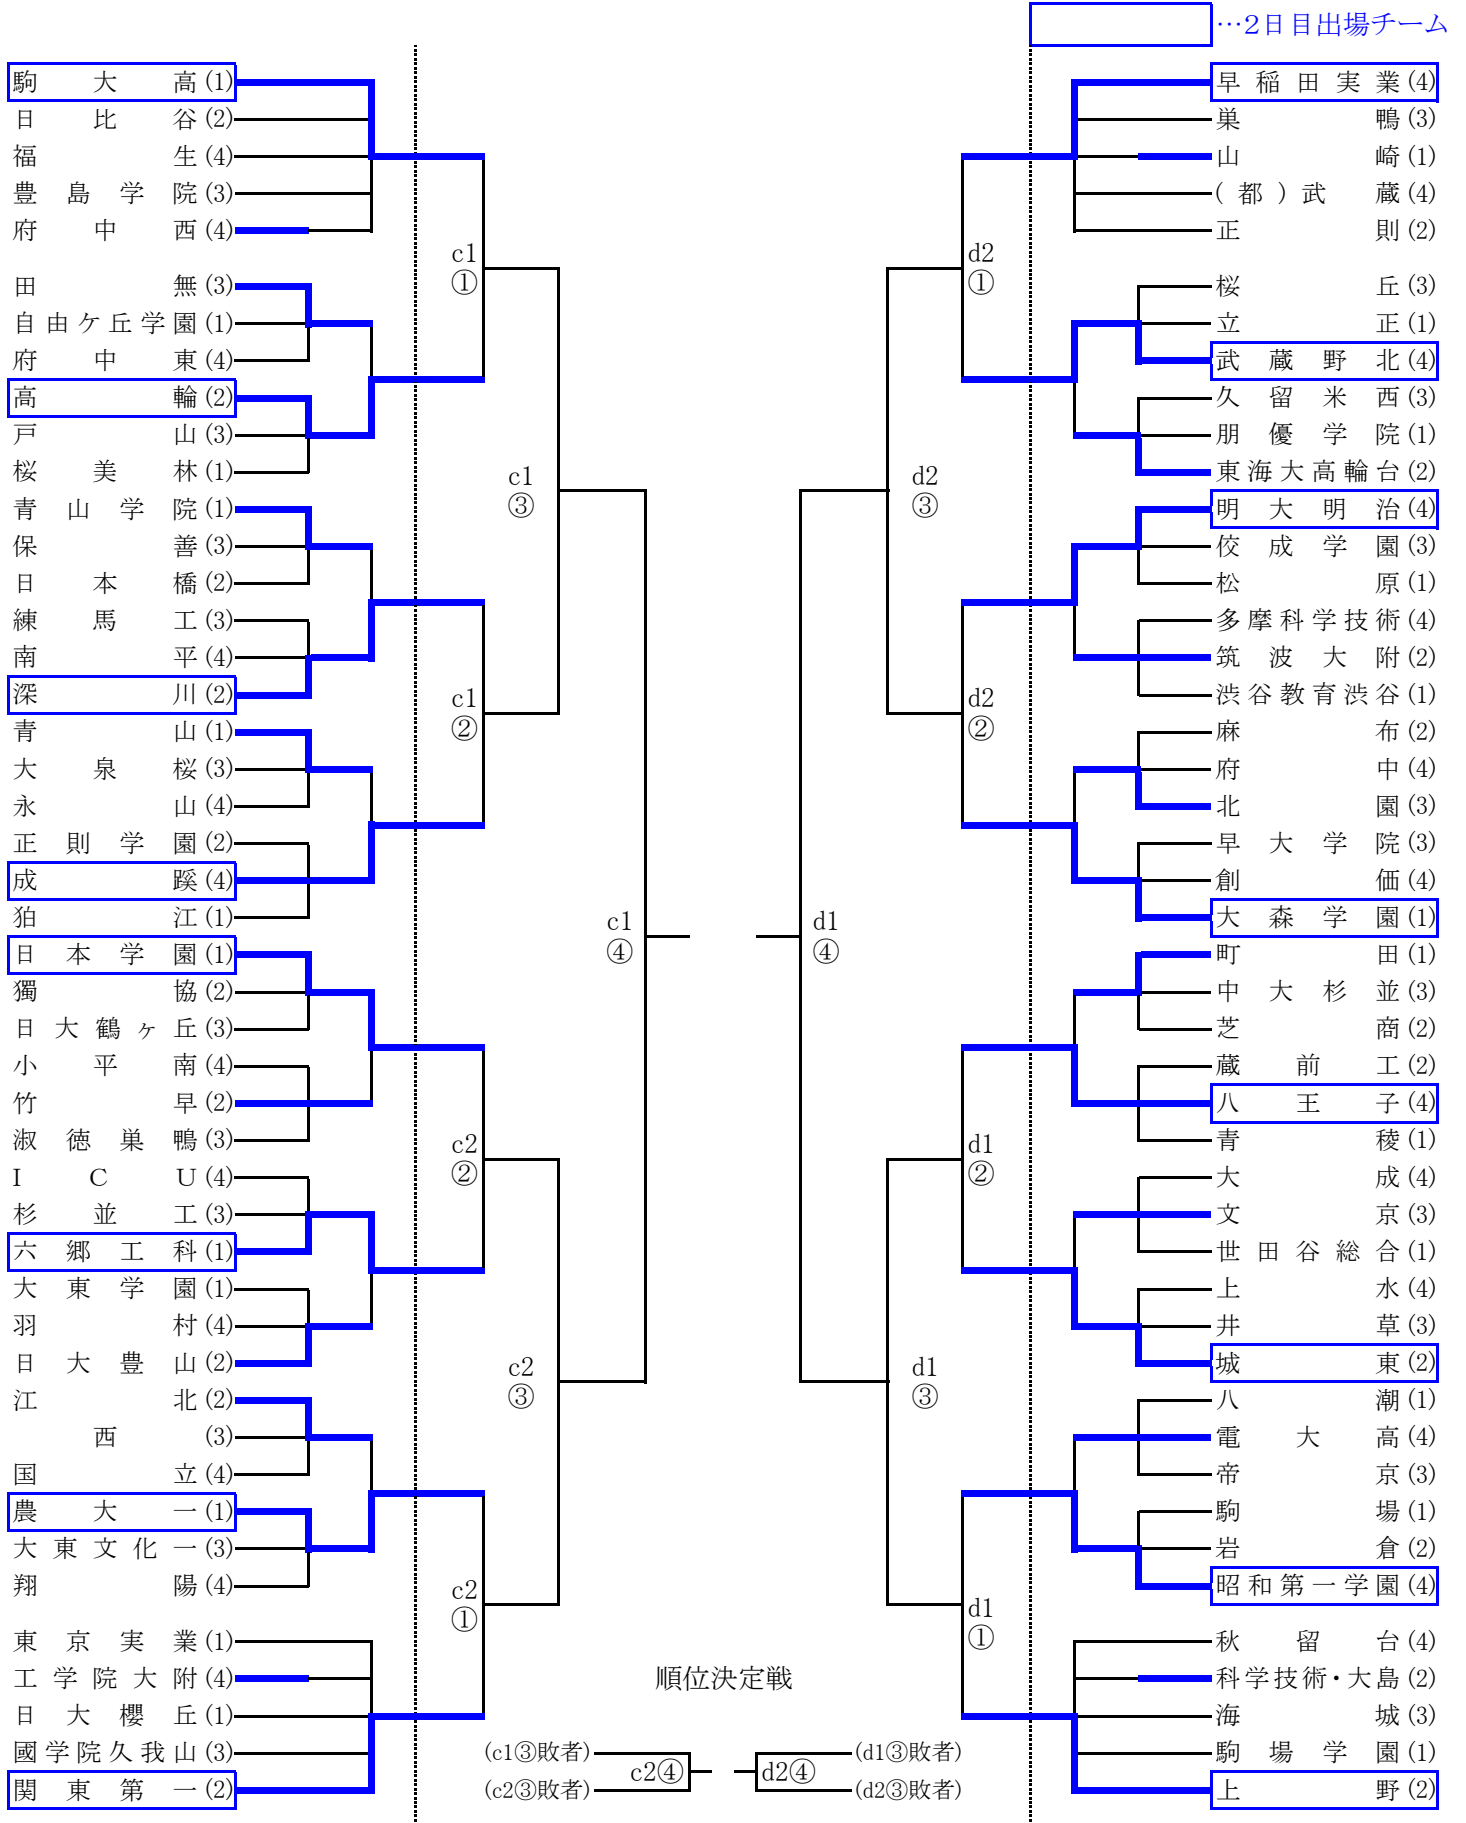 …2日目出場チーム
駒大高(1)
日比谷(2)
福生(4)
豊島学院(3)
府中西(4)
田無(3)
自由ケ丘学園(1)
府中東(4)
高輪(2)
戸山(3)
桜美林(1)
青山学院(1)
保善(3)
日本橋(2)
練馬工(3)
南平(4)
深川(2)
青山(1)
大泉桜(3)
永山(4)
正則学園(2)
成蹊(4)
狛江(1)
日本学園(1)
獨協(2)
日大鶴ヶ丘(3)
小平南(4)
竹早(2)
淑徳巣鴨(3)
ICU(4)
杉並工(3)
六郷工科(1)
大東学園(1)
羽村(4)
日大豊山(2)
江北(2)
西(3)
国立(4)
農大一(1)
大東文化一(3)
翔陽(4)
東京実業(1)
工学院大附(4)
日大櫻丘(1)
國学院久我山(3)
関東第一(2)
c1
①
c1
③
c1
②
c1
④
c2
②
c2
③
c2
①
d2
①
d2
③
d2
②
d1
④
d1
②
d1
③
d1
①
早稲田実業(4)
巣鴨(3)
山崎(1)
(都)武蔵(4)
正則(2)
桜丘(3)
立正(1)
武蔵野北(4)
久留米西(3)
朋優学院(1)
東海大高輪台(2)
明大明治(4)
佼成学園(3)
松原(1)
多摩科学技術(4)
筑波大附(2)
渋谷教育渋谷(1)
麻布(2)
府中(4)
北園(3)
早大学院(3)
創価(4)
大森学園(1)
町田(1)
中大杉並(3)
芝商(2)
蔵前工(2)
八王子(4)
青稜(1)
大成(4)
文京(3)
世田谷総合(1)
上水(4)
井草(3)
城東(2)
八潮(1)
電大高(4)
帝京(3)
駒場(1)
岩倉(2)
昭和第一学園(4)
秋留台(4)
科学技術・大島(2)
海城(3)
駒場学園(1)
上野(2)
順位決定戦
(c1③敗者)
(c2③敗者)
c2④
d2④
(d1③敗者)
(d2③敗者)